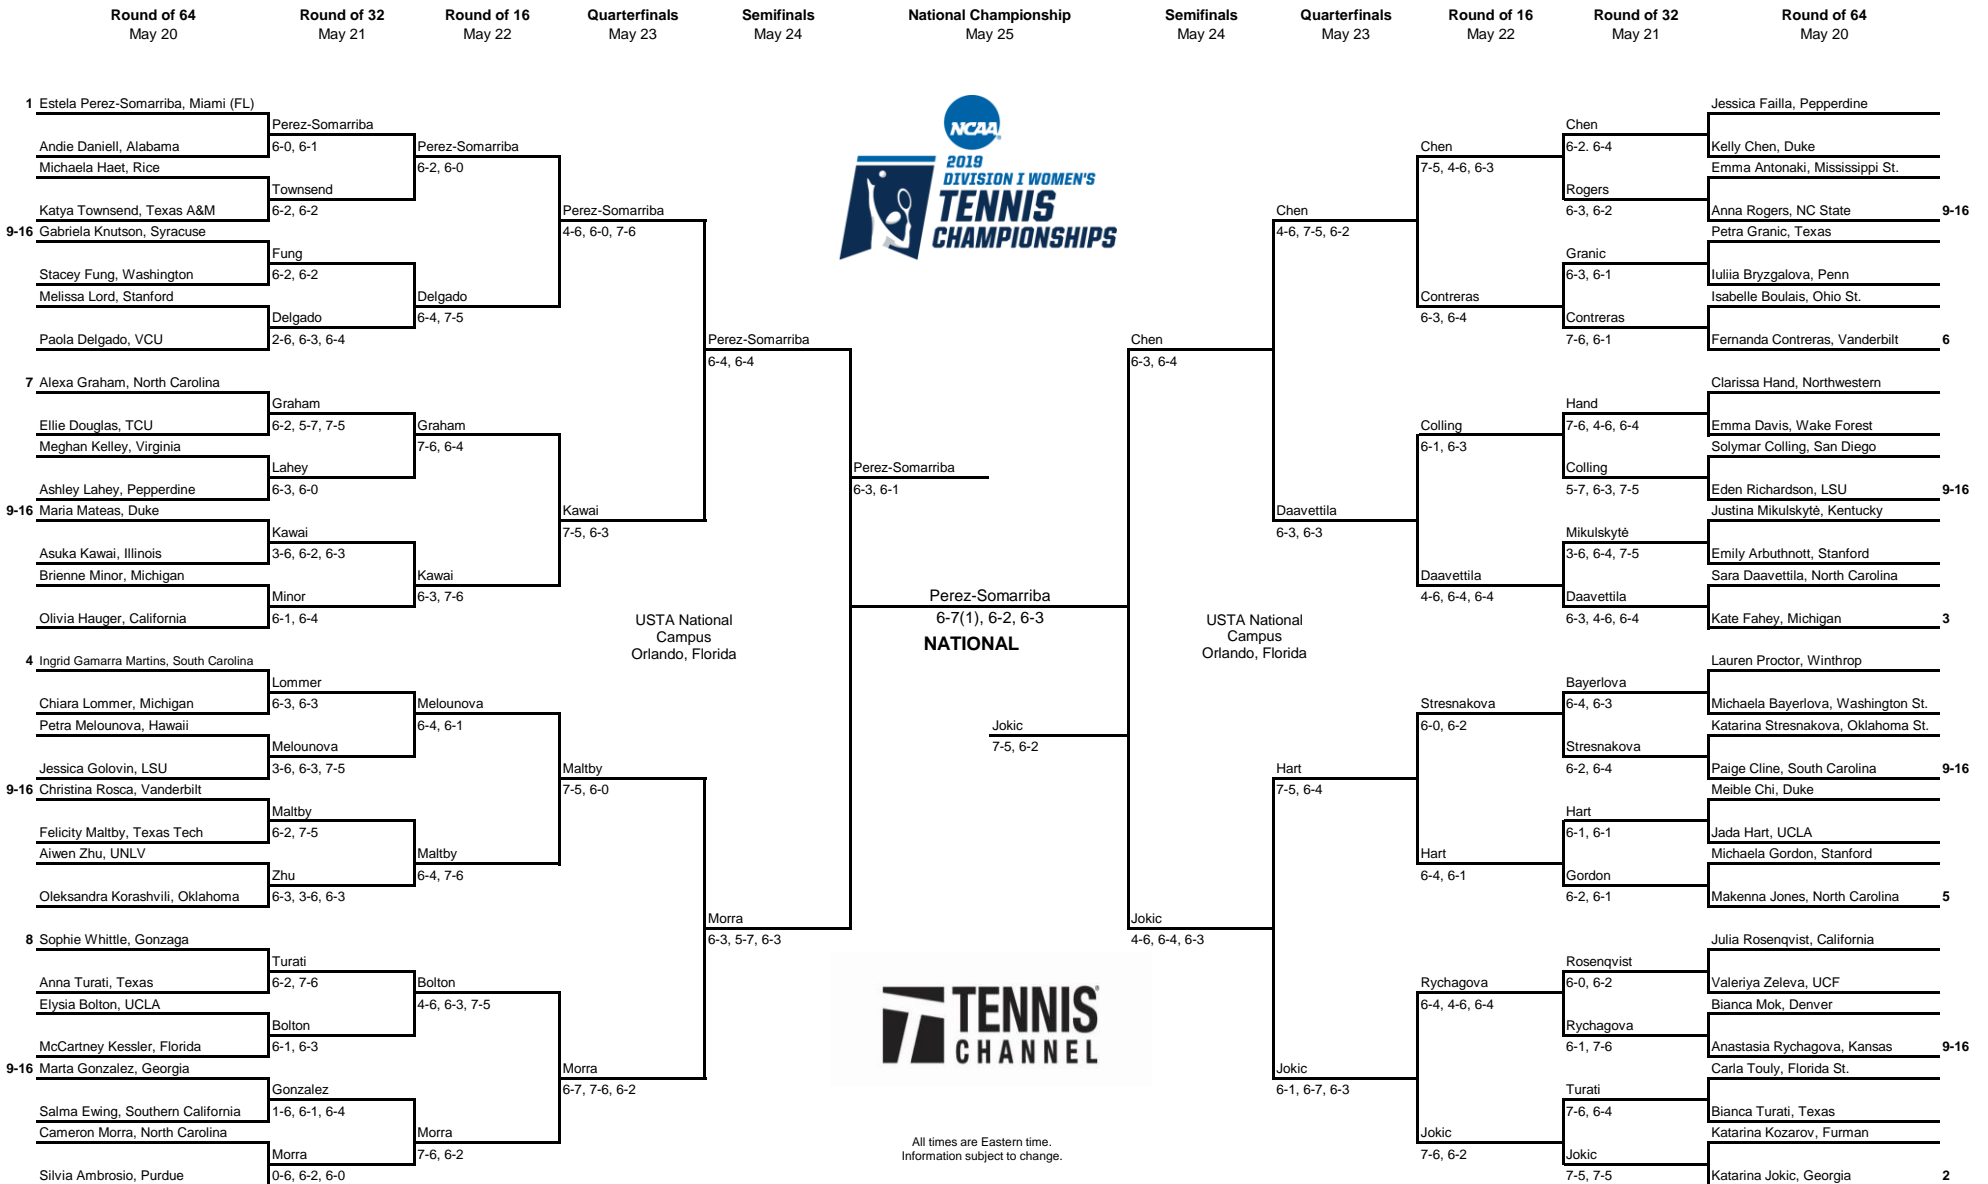 Round of 64
May 20
Round of 32
May 21
Round of 16
May 22
Quarterfinals
May 23
Semifinals
May 24
National Championship
May 25
Semifinals
May 24
Quarterfinals
May 23
Round of 16
May 22
Round of 32
May 21
Round of 64
May 20
1 Estela Perez-Somarriba, Miami (FL)
Andie Daniell, Alabama
Michaela Haet, Rice
Katya Townsend, Texas A&M
9-16 Gabriela Knutson, Syracuse
Stacey Fung, Washington
Melissa Lord, Stanford
Paola Delgado, VCU
7 Alexa Graham, North Carolina
Ellie Douglas, TCU
Meghan Kelley, Virginia
Ashley Lahey, Pepperdine
9-16 Maria Mateas, Duke
Asuka Kawai, Illinois
Brienne Minor, Michigan
Olivia Hauger, California
4 Ingrid Gamarra Martins, South Carolina
Chiara Lommer, Michigan
Petra Melounova, Hawaii
Jessica Golovin, LSU
9-16 Christina Rosca, Vanderbilt
Felicity Maltby, Texas Tech
Aiwen Zhu, UNLV
Oleksandra Korashvili, Oklahoma
8 Sophie Whittle, Gonzaga
Anna Turati, Texas
Elysia Bolton, UCLA
McCartney Kessler, Florida
9-16 Marta Gonzalez, Georgia
Salma Ewing, Southern California
Cameron Morra, North Carolina
Silvia Ambrosio, Purdue
Perez-Somarriba
6-0, 6-1
Townsend
6-2, 6-2
Fung
6-2, 6-2
Delgado
2-6, 6-3, 6-4
Graham
6-2, 5-7, 7-5
Lahey
6-3, 6-0
Kawai
3-6, 6-2, 6-3
Minor
6-1, 6-4
Lommer
6-3, 6-3
Melounova
3-6, 6-3, 7-5
Maltby
6-2, 7-5
Zhu
6-3, 3-6, 6-3
Turati
6-2, 7-6
Bolton
6-1, 6-3
Gonzalez
1-6, 6-1, 6-4
Morra
0-6, 6-2, 6-0
Perez-Somarriba
6-2, 6-0
Delgado
6-4, 7-5
Graham
7-6, 6-4
Kawai
6-3, 7-6
Melounova
6-4, 6-1
Maltby
6-4, 7-6
Bolton
4-6, 6-3, 7-5
Morra
7-6, 6-2
Perez-Somarriba
4-6, 6-0, 7-6
Kawai
7-5, 6-3
Maltby
7-5, 6-0
Morra
6-7, 7-6, 6-2
Perez-Somarriba
6-4, 6-4
Morra
6-3, 5-7, 6-3
USTA National
Campus
Orlando, Florida
NCAA
2019
DIVISION I WOMEN'S
TENNIS
CHAMPIONSHIPS
Perez-Somarriba
6-3, 6-1
Perez-Somarriba
6-7(1), 6-2, 6-3
NATIONAL
Jokic
7-5, 6-2
TENNIS
CHANNEL
All times are Eastern time.
Information subject to change.
Chen
6-3, 6-4
Jokic
4-6, 6-4, 6-3
USTA National
Campus
Orlando, Florida
Chen
4-6, 7-5, 6-2
Daavettila
6-3, 6-3
Hart
7-5, 6-4
Jokic
6-1, 6-7, 6-3
Chen
7-5, 4-6, 6-3
Contreras
6-3, 6-4
Colling
6-1, 6-3
Daavettila
4-6, 6-4, 6-4
Stresnakova
6-0, 6-2
Hart
6-4, 6-1
Rychagova
6-4, 4-6, 6-4
Jokic
7-6, 6-2
Chen
6-2. 6-4
Rogers
6-3, 6-2
Granic
6-3, 6-1
Contreras
7-6, 6-1
Hand
7-6, 4-6, 6-4
Colling
5-7, 6-3, 7-5
Mikulskytė
3-6, 6-4, 7-5
Daavettila
6-3, 4-6, 6-4
Bayerlova
6-4, 6-3
Stresnakova
6-2, 6-4
Hart
6-1, 6-1
Gordon
6-2, 6-1
Rosenqvist
6-0, 6-2
Rychagova
6-1, 7-6
Turati
7-6, 6-4
Jokic
7-5, 7-5
Jessica Failla, Pepperdine
Kelly Chen, Duke
Emma Antonaki, Mississippi St.
Anna Rogers, NC State 9-16
Petra Granic, Texas
Iuliia Bryzgalova, Penn
Isabelle Boulais, Ohio St.
Fernanda Contreras, Vanderbilt 6
Clarissa Hand, Northwestern
Emma Davis, Wake Forest
Solymar Colling, San Diego
Eden Richardson, LSU 9-16
Justina Mikulskytė, Kentucky
Emily Arbuthnott, Stanford
Sara Daavettila, North Carolina
Kate Fahey, Michigan 3
Lauren Proctor, Winthrop
Michaela Bayerlova, Washington St.
Katarina Stresnakova, Oklahoma St.
Paige Cline, South Carolina 9-16
Meible Chi, Duke
Jada Hart, UCLA
Michaela Gordon, Stanford
Makenna Jones, North Carolina 5
Julia Rosenqvist, California
Valeriya Zeleva, UCF
Bianca Mok, Denver
Anastasia Rychagova, Kansas 9-16
Carla Touly, Florida St.
Bianca Turati, Texas
Katarina Kozarov, Furman
Katarina Jokic, Georgia 2